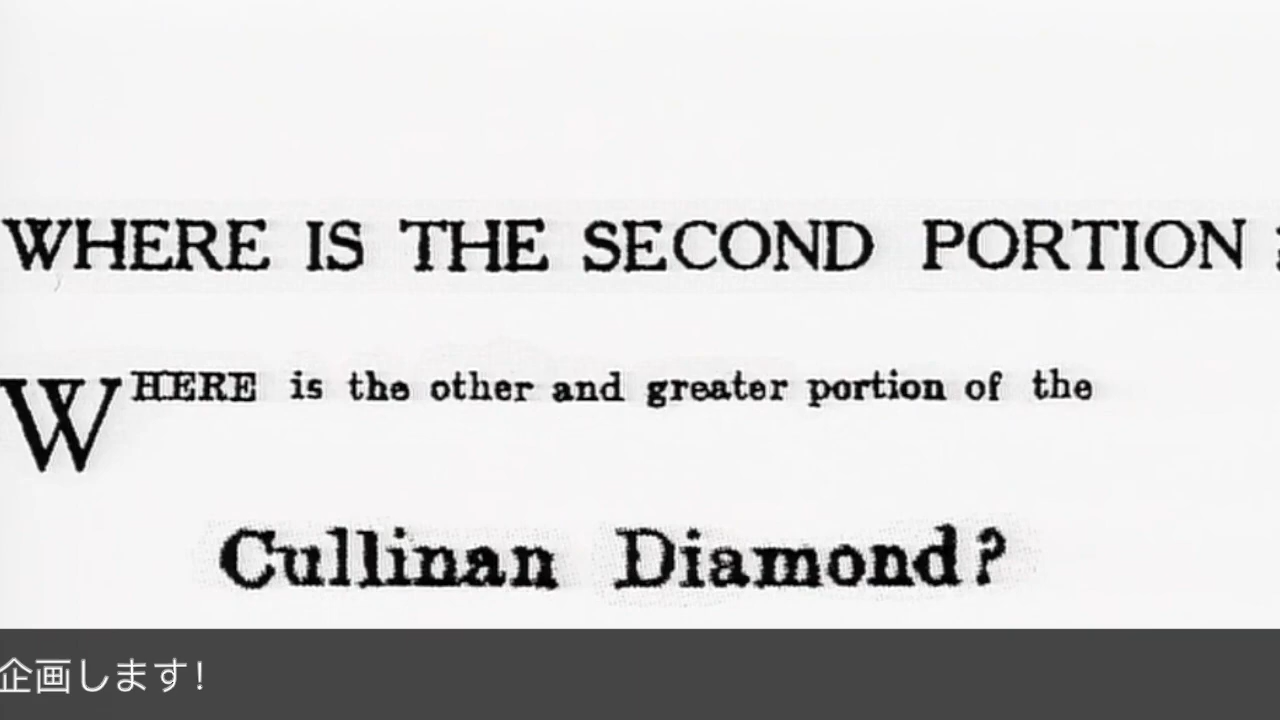 WHERE IS THE SECOND PORTION
WHERE is the other and greater portion of the
Cullinan Diamond?
企画します!